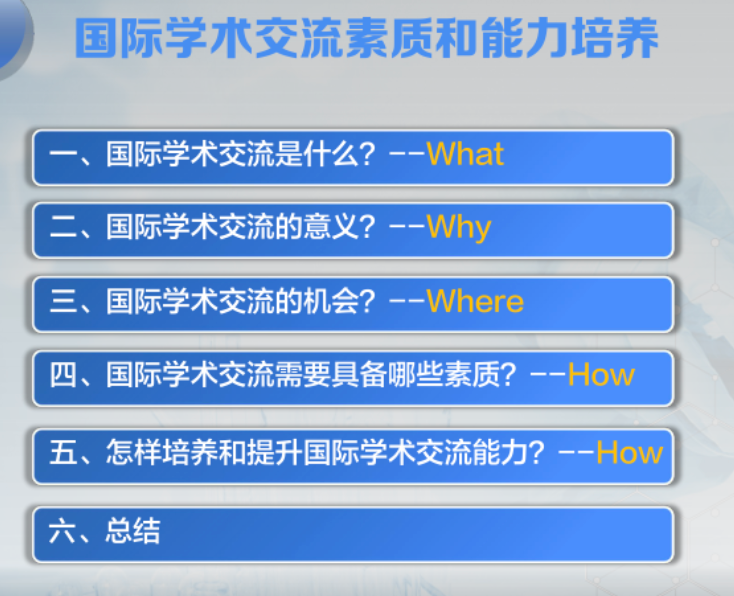 国际学术交流素质和能力培养
一、国际学术交流是什么？--What
二、国际学术交流的意义？--Why
三、国际学术交流的机会？--Where
四、国际学术交流需要具备哪些素质？--How
五、怎样培养和提升国际学术交流能力？--How
六、总结